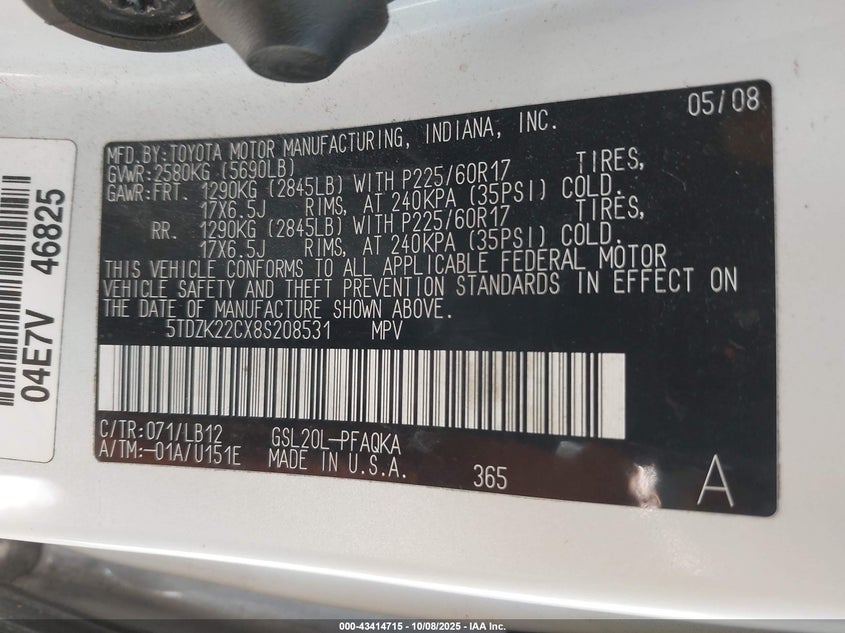 05/08
MFD.BY:TOYOTA MOTOR MANUFACTURING, INDIANA, INC.
GVWR:2580KG (5690LB)
GAWR:FRT. 1290KG (2845LB) WITH P225/60R17 TIRES,
17X6.5J RIMS, AT 240KPA (35PSI) COLD.
RR. 1290KG (2845LB) WITH P225/60R17 TIRES,
17X6.5J RIMS, AT 240KPA (35PSI) COLD.
THIS VEHICLE CONFORMS TO ALL APPLICABLE FEDERAL MOTOR
VEHICLE SAFETY AND THEFT PREVENTION STANDARDS IN EFFECT ON
THE DATE OF MANUFACTURE SHOWN ABOVE.
5TDZK22CX8S208531 MPV
C/TR:071/LB12 GSL20L-PFAQKA
A/TM:-01A/U151E MADE IN U.S.A.
365
A
04E7V 46825
000-43414715 - 10/08/2025 - IAA Inc.